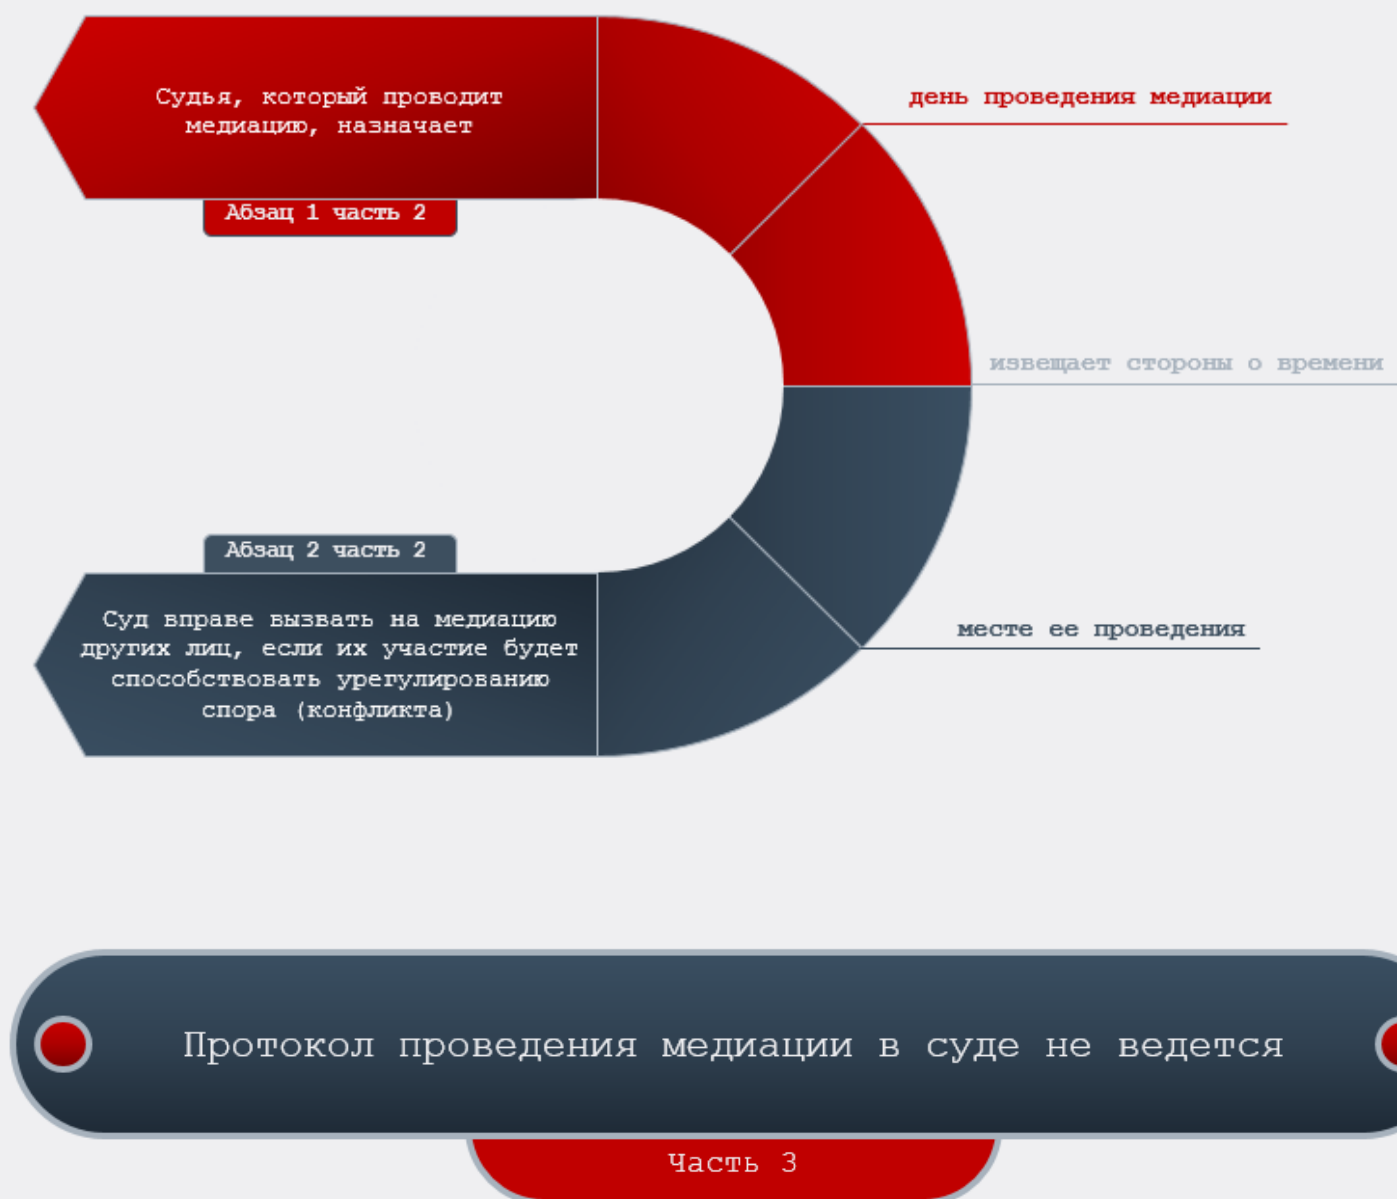 Судья, который проводит
медиацию, назначает
Абзац 1 часть 2
день проведения медиации
извещает стороны о времени
месте ее проведения
Абзац 2 часть 2
Суд вправе вызвать на медиацию
других лиц, если их участие будет
способствовать урегулированию
спора (конфликта)
Протокол проведения медиации в суде не ведется
Часть 3